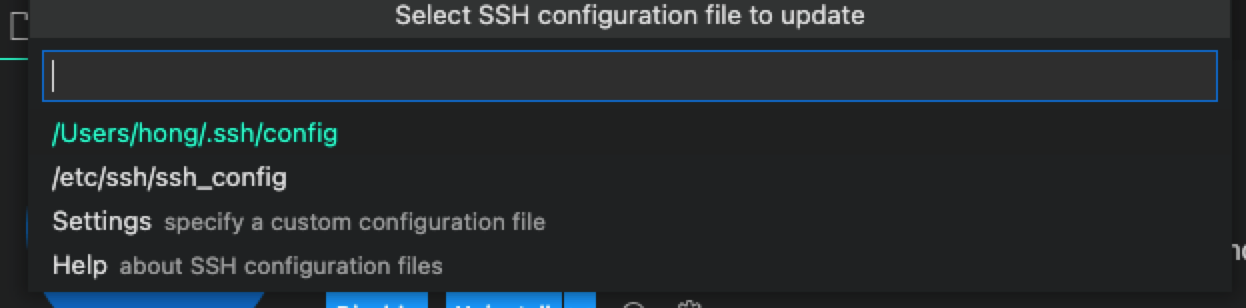 Select SSH configuration file to update
/Users/hong/.ssh/config
/etc/ssh/ssh_config
Settings specify a custom configuration file
Help about SSH configuration files